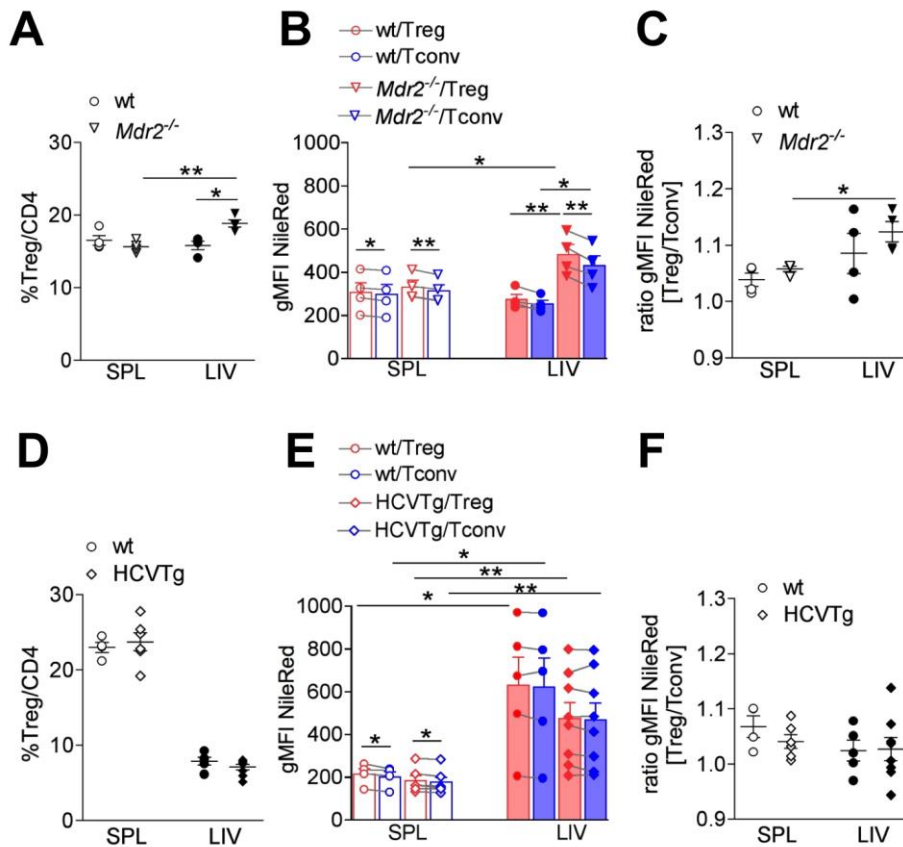 A
wt
Mdr2-/-
%Treg/CD4
30
20
10
0
**
*
SPL
LIV
B
wt/Treg
wt/Tconv
Mdr2-/-/Treg
Mdr2-/-/Tconv
gMFI NileRed
1000
800
600
400
200
0
*
*
** **
* **
SPL
LIV
C
wt
Mdr2-/-
ratio gMFI NileRed
[Treg/Tconv]
1.3
1.2
1.1
1.0
0.9
*
SPL
LIV
D
wt
HCVTg
%Treg/CD4
30
20
10
0
SPL
LIV
E
wt/Treg
wt/Tconv
HCVTg/Treg
HCVTg/Tconv
gMFI NileRed
1000
800
600
400
200
0
*
**
**
*
* *
SPL
LIV
F
wt
HCVTg
ratio gMFI NileRed
[Treg/Tconv]
1.3
1.2
1.1
1.0
0.9
SPL
LIV